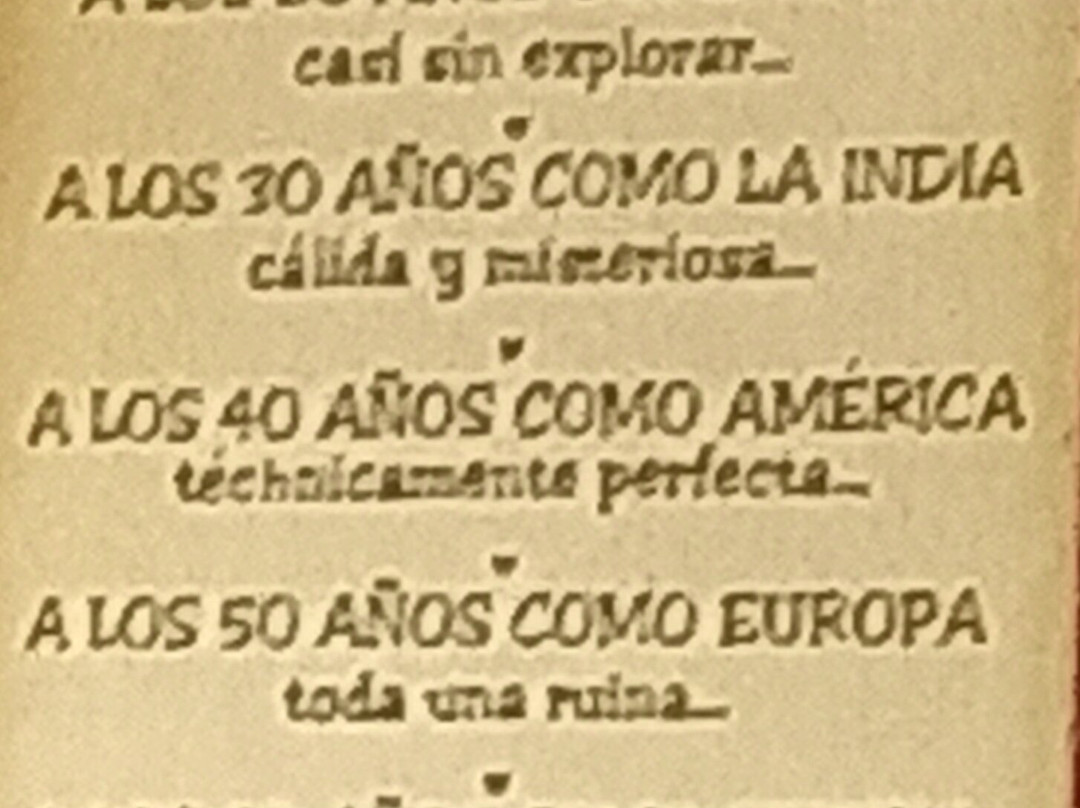 casi sin explorar...
A LOS 30 AÑOS COMO LA INDIA
cálida y misteriosa...
A LOS 40 AÑOS COMO AMÉRICA
téchnicamente perfecta...
A LOS 50 AÑOS COMO EUROPA
toda una ruina...